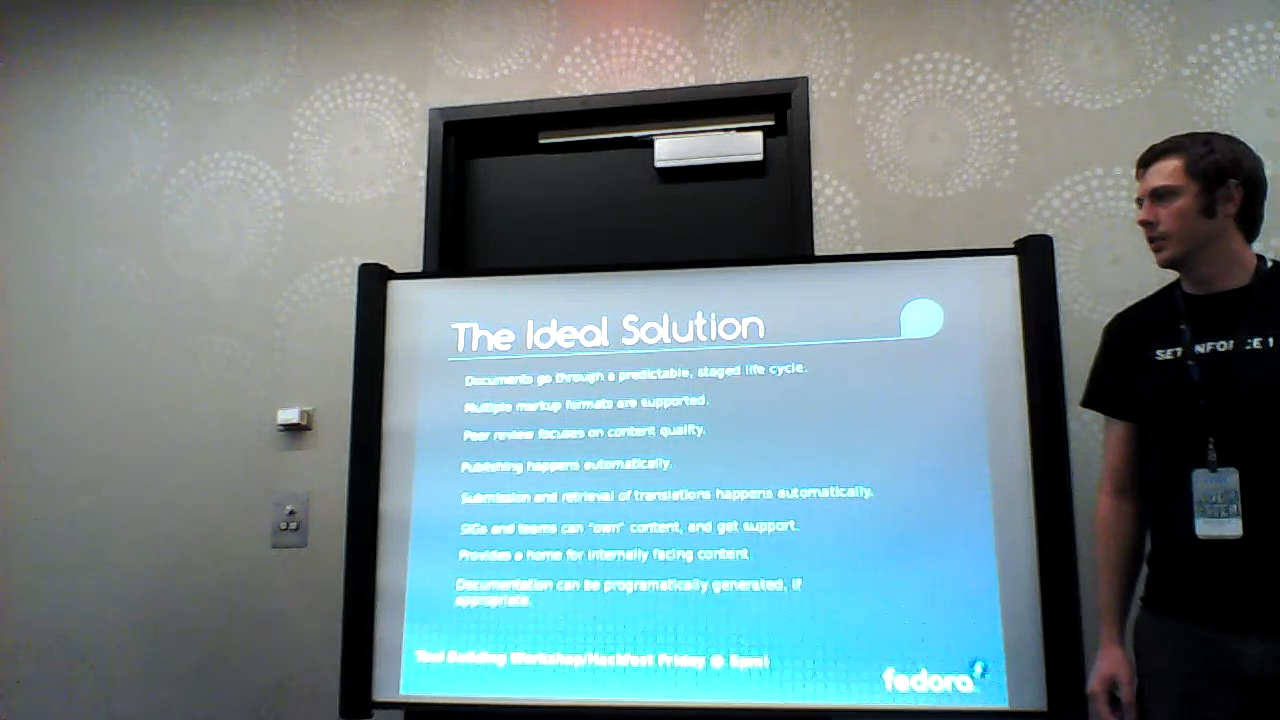 The Ideal Solution
Documents go through a predictable, staged life cycle.
Multiple markup formats are supported.
Peer review focuses on content quality.
Publishing happens automatically.
Submission and retrieval of translations happens automatically.
SIGs and teams can "own" content, and get support.
Provides a home for internally facing content
Documentation can be programatically generated, if
appropriate.
Tool Building Workshop/Hackfest Friday @ 5pm!
fedora